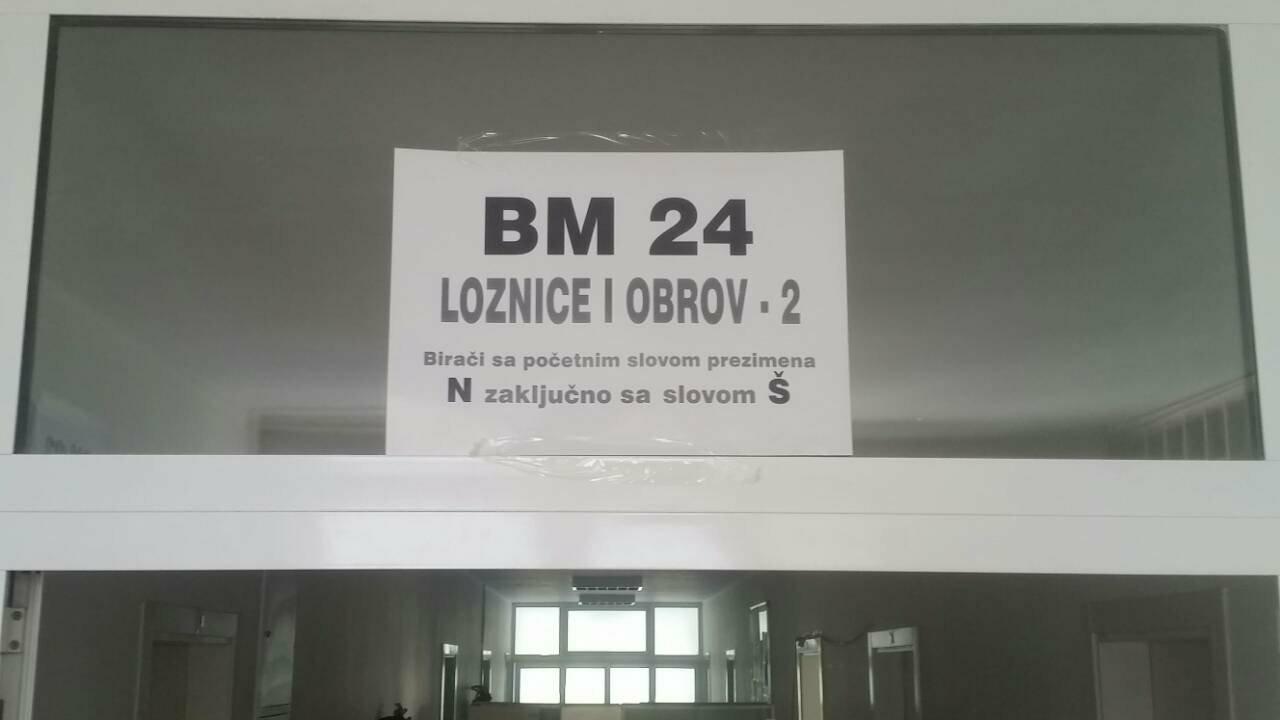 BM 24
LOZNICE I OBROV - 2
Birači sa početnim slovom prezimena
N zaključno sa slovom Š